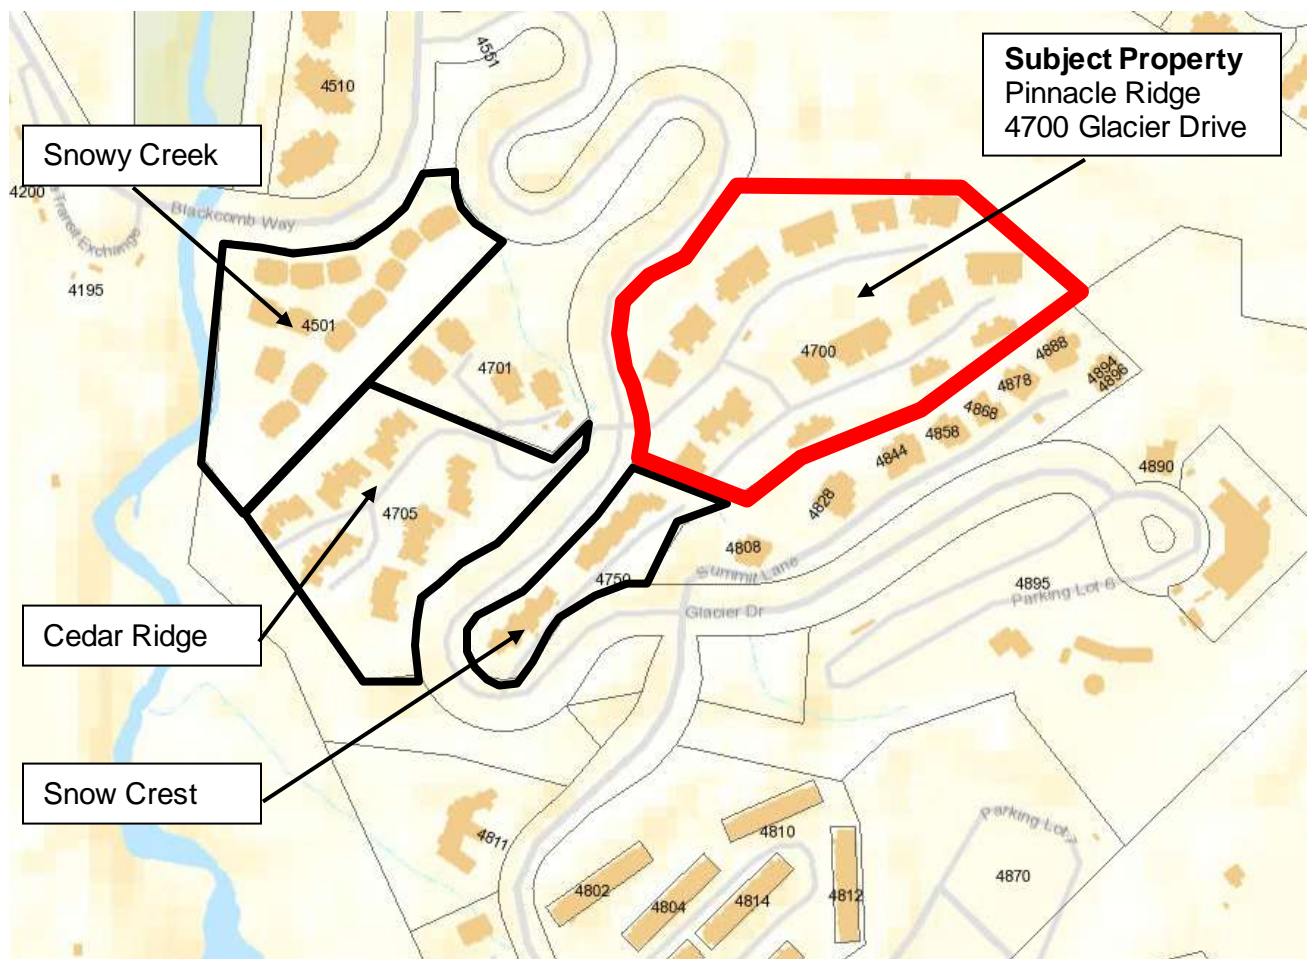 4551
Subject Property
Pinnacle Ridge
4700 Glacier Drive
4510
Snowy Creek
4200
Transit Exchange
Blackcomb Way
4195
4501
4701
4700
4888
4894
4896
4878
4868
4858
4844
4828
4890
4705
4808
Summit Lane
4750
4895
Parking Lot 6
Glacier Dr
Cedar Ridge
Snow Crest
4811
4810
Parking Lot 7
4802
4804
4814
4812
4870